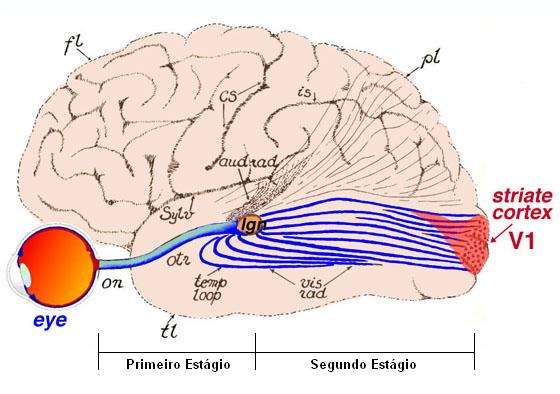 fl
pl
CS
is
aud rad
Sylv
striate
cortex
V1
lgn
otr
on
temp
loop
vis
rad
eye
tl
Primeiro Estágio
Segundo Estágio